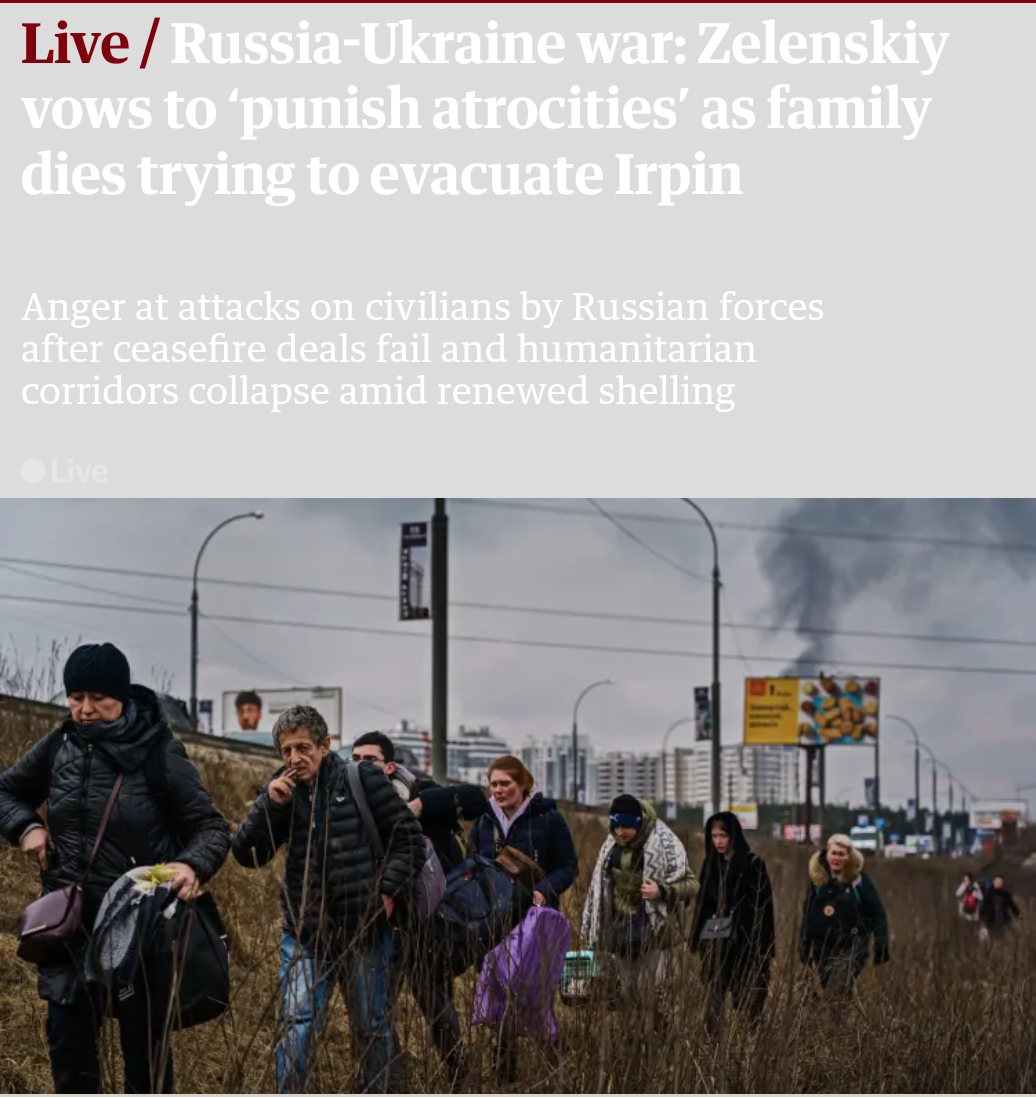 Live / Russia-Ukraine war: Zelenskiy
vows to ‘punish atrocities’ as family
dies trying to evacuate Irpin
Anger at attacks on civilians by Russian forces
after ceasefire deals fail and humanitarian
corridors collapse amid renewed shelling
Live